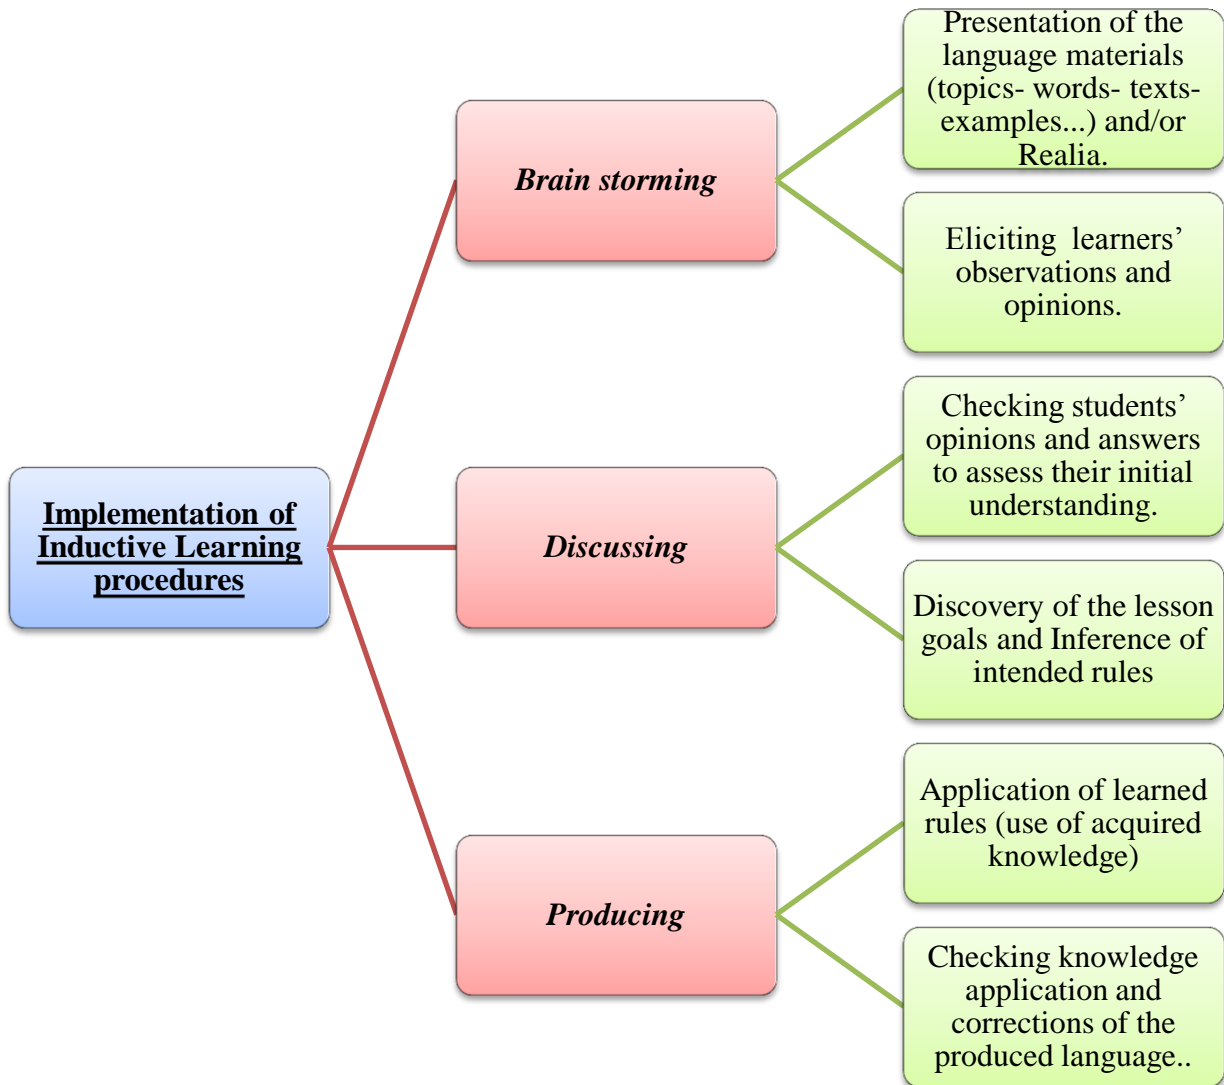 Implementation of
Inductive Learning
procedures
Brain storming
Presentation of the
language materials
(topics- words- texts-
examples...) and/or
Realia.
Eliciting  learners’
observations and
opinions.
Discussing
Checking students’
opinions and answers
to assess their initial
understanding.
Discovery of the lesson
goals and Inference of
intended rules
Producing
Application of learned
rules (use of acquired
knowledge)
Checking knowledge
application and
corrections of the
produced language..